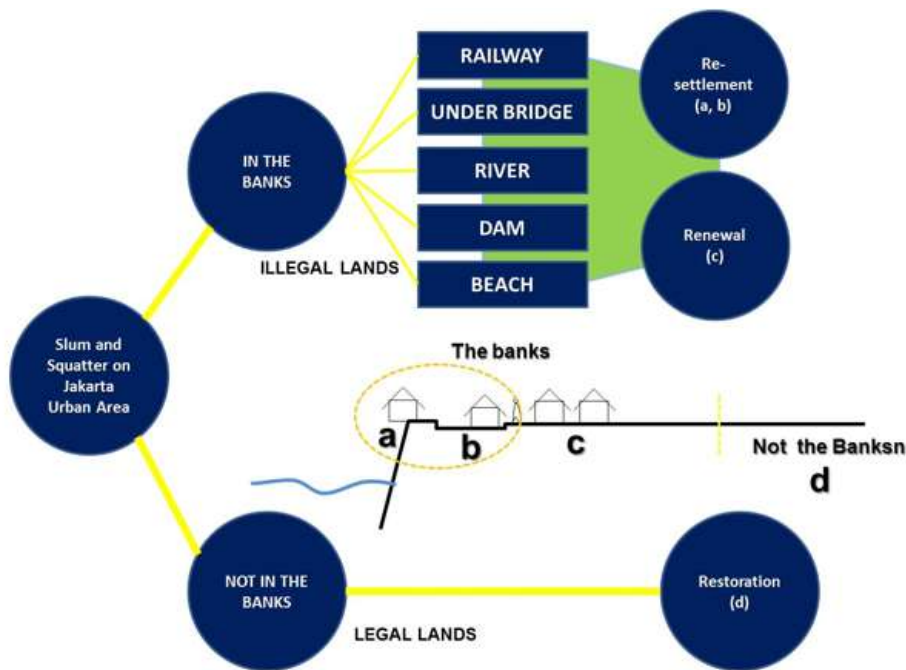 RAILWAY
UNDER BRIDGE
RIVER
DAM
BEACH
Re-
settlement
(a, b)
Renewal
(c)
IN THE
BANKS
ILLEGAL LANDS
Slum and
Squatter on
Jakarta
Urban Area
The banks
a
b
c
Not the Banksn
d
NOT IN THE
BANKS
LEGAL LANDS
Restoration
(d)